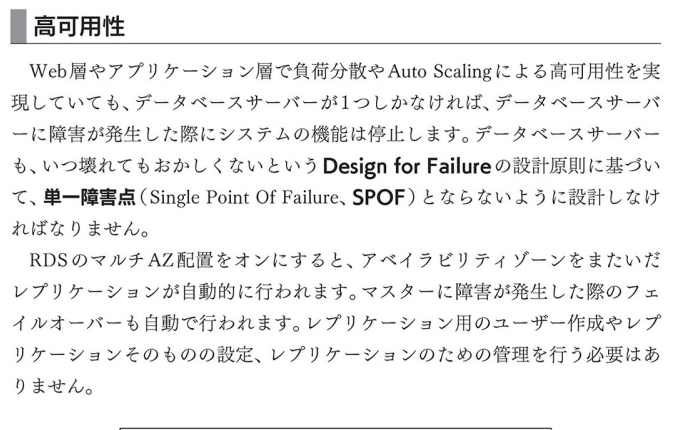 高可用性
Web層やアプリケーション層で負荷分散やAuto Scalingによる高可用性を実
現していても、データベースサーバーが1つしかなければ、データベースサーバ
ーに障害が発生した際にシステムの機能は停止します。データベースサーバー
も、いつ壊れてもおかしくないというDesign for Failureの設計原則に基づい
て、単一障害点（Single Point Of Failure、SPOF）とならないように設計しなけ
ればなりません。
RDSのマルチAZ配置をオンにすると、アベイラビリティゾーンをまたいだ
レプリケーションが自動的に行われます。マスターに障害が発生した際のフェ
イルオーバーも自動で行われます。レプリケーション用のユーザー作成やレプ
リケーションそのものの設定、レプリケーションのための管理を行う必要はあ
りません。